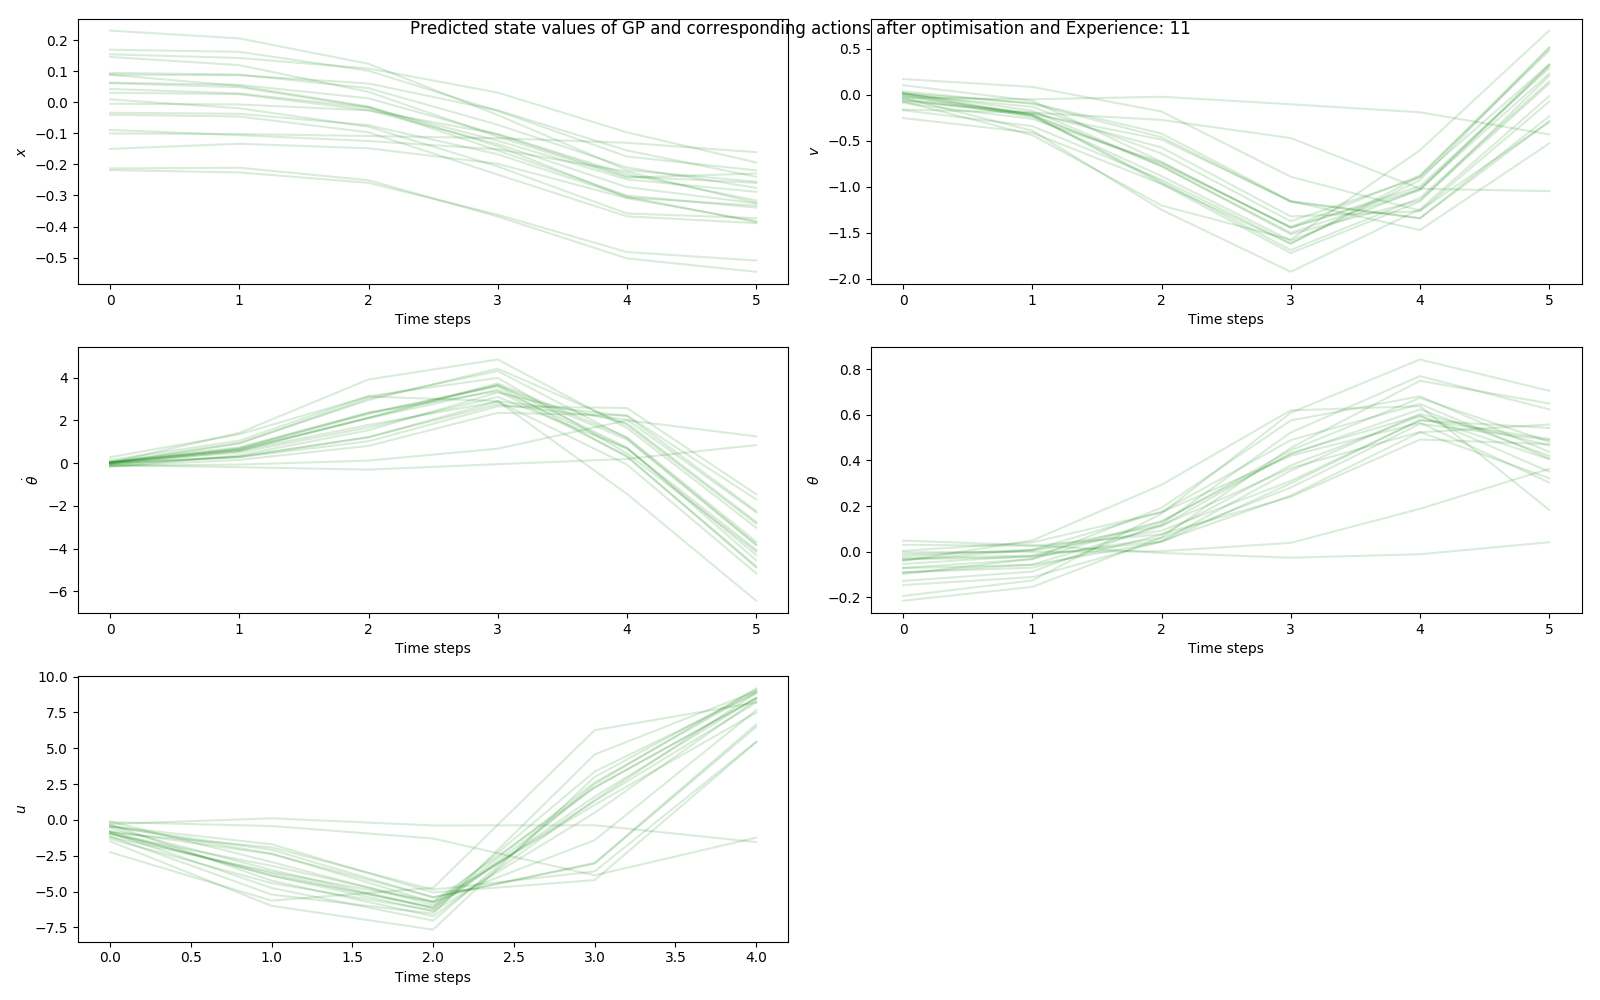 Predicted state values of GP and corresponding actions after optimisation and Experience: 11
0.2
0.1
0.0
−0.1
−0.2
−0.3
−0.4
−0.5
x
0 1 2 3 4 5
Time steps
0.5
0.0
−0.5
−1.0
−1.5
−2.0
v
0 1 2 3 4 5
Time steps
4
2
0
−2
−4
−6
θ̇
0 1 2 3 4 5
Time steps
0.8
0.6
0.4
0.2
0.0
−0.2
θ
0 1 2 3 4 5
Time steps
10.0
7.5
5.0
2.5
0.0
−2.5
−5.0
−7.5
u
0.0 0.5 1.0 1.5 2.0 2.5 3.0 3.5 4.0
Time steps